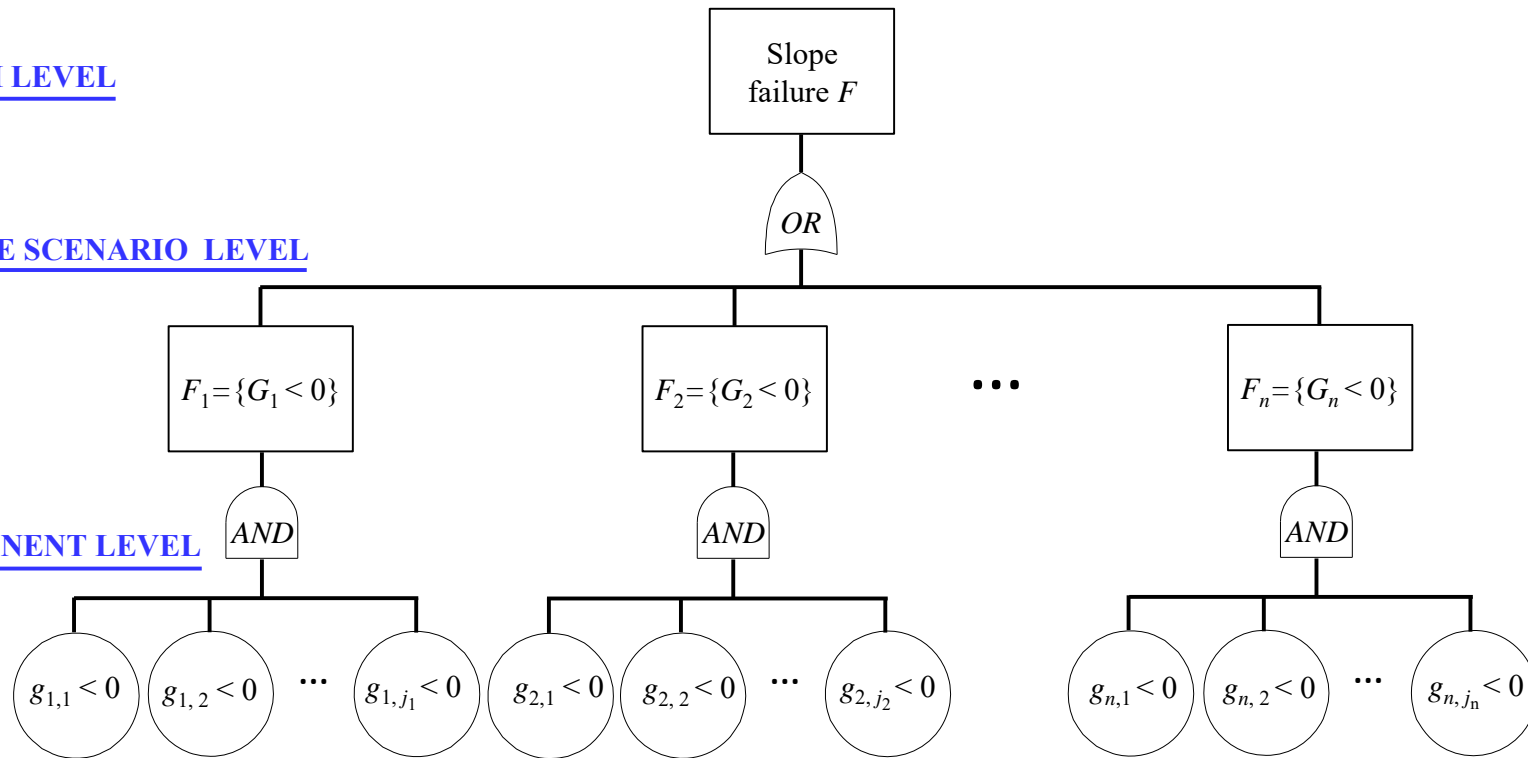 Slope
failure F
LEVEL
OR
SCENARIO LEVEL
F₁={G₁ < 0}
F₂={G₂ < 0}
...
Fₙ={Gₙ < 0}
AND
AND
AND
LEVEL
g₁,₁ < 0
g₁, ₂ < 0
...
g₁, j₁ < 0
g₂,₁ < 0
g₂, ₂ < 0
...
g₂, j₂ < 0
gₙ,₁ < 0
gₙ, ₂ < 0
...
gₙ, jₙ < 0